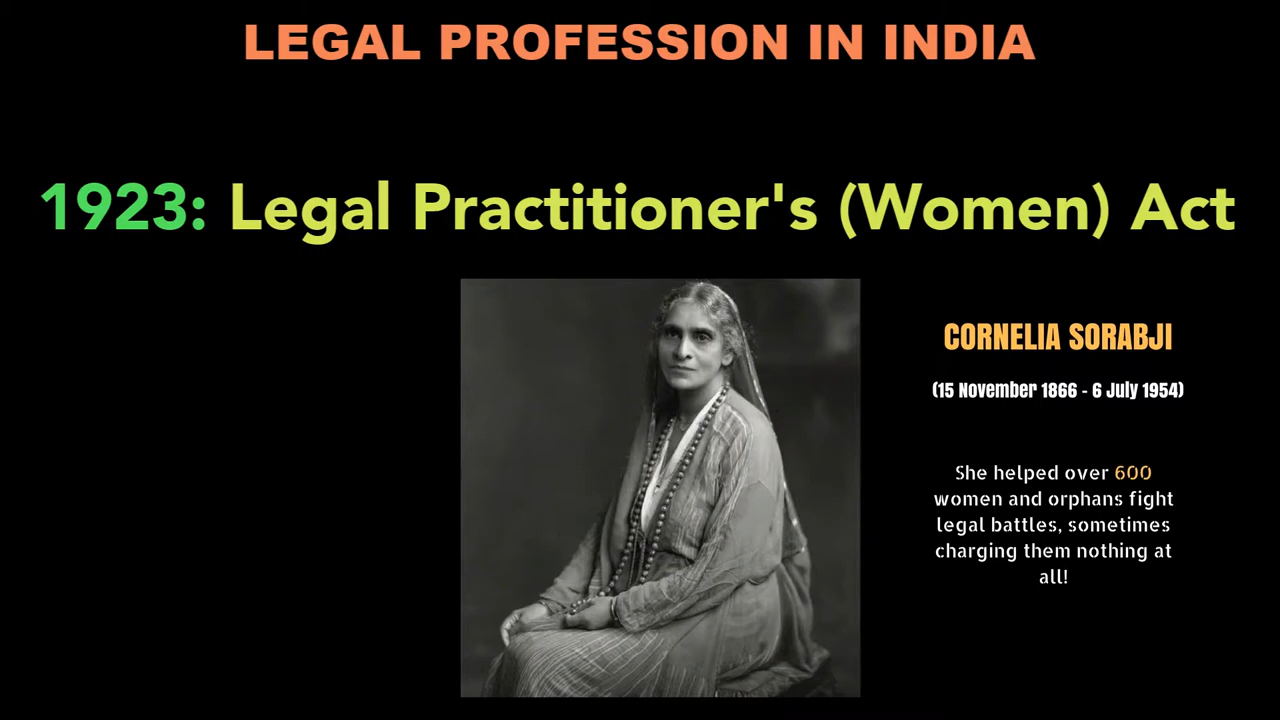 LEGAL PROFESSION IN INDIA
1923: Legal Practitioner's (Women) Act
CORNELIA SORABJI
(15 November 1866 - 6 July 1954)
She helped over 600
women and orphans fight
legal battles, sometimes
charging them nothing at
all!